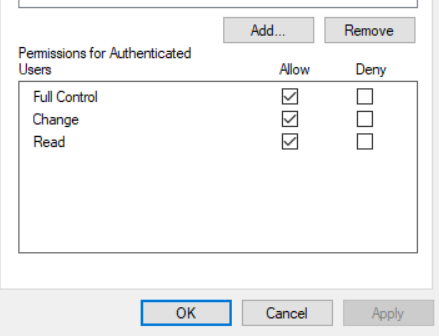 Add... Remove
Permissions for Authenticated
Users Allow Deny
Full Control
Change
Read
OK Cancel Apply